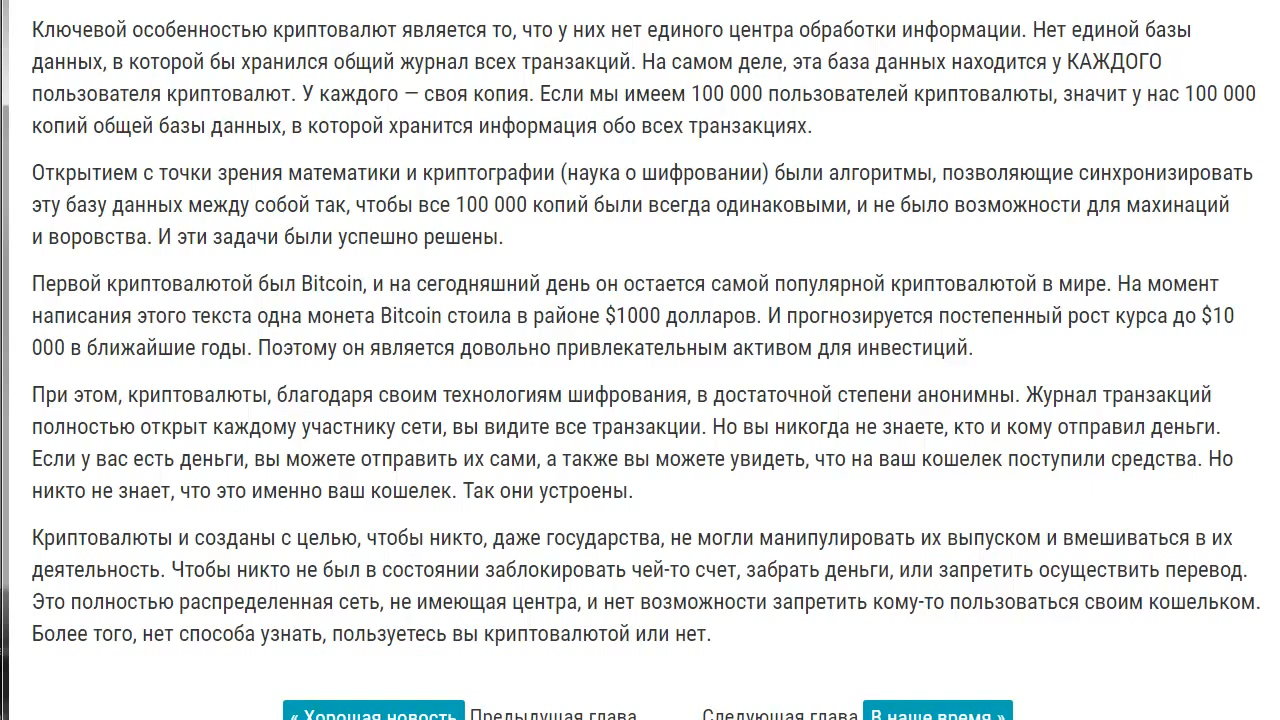 Ключевой особенностью криптовалют является то, что у них нет единого центра обработки информации. Нет единой базы
данных, в которой бы хранился общий журнал всех транзакций. На самом деле, эта база данных находится у КАЖДОГО
пользователя криптовалют. У каждого — своя копия. Если мы имеем 100 000 пользователей криптовалюты, значит у нас 100 000
копий общей базы данных, в которой хранится информация обо всех транзакциях.
Открытием с точки зрения математики и криптографии (наука о шифровании) были алгоритмы, позволяющие синхронизировать
эту базу данных между собой так, чтобы все 100 000 копий были всегда одинаковыми, и не было возможности для махинаций
и воровства. И эти задачи были успешно решены.
Первой криптовалютой был Bitcoin, и на сегодняшний день он остается самой популярной криптовалютой в мире. На момент
написания этого текста одна монета Bitcoin стоила в районе $1000 долларов. И прогнозируется постепенный рост курса до $10
000 в ближайшие годы. Поэтому он является довольно привлекательным активом для инвестиций.
При этом, криптовалюты, благодаря своим технологиям шифрования, в достаточной степени анонимны. Журнал транзакций
полностью открыт каждому участнику сети, вы видите все транзакции. Но вы никогда не знаете, кто и кому отправил деньги.
Если у вас есть деньги, вы можете отправить их сами, а также вы можете увидеть, что на ваш кошелек поступили средства. Но
никто не знает, что это именно ваш кошелек. Так они устроены.
Криптовалюты и созданы с целью, чтобы никто, даже государства, не могли манипулировать их выпуском и вмешиваться в их
деятельность. Чтобы никто не был в состоянии заблокировать чей-то счет, забрать деньги, или запретить осуществить перевод.
Это полностью распределенная сеть, не имеющая центра, и нет возможности запретить кому-то пользоваться своим кошельком.
Более того, нет способа узнать, пользуетесь вы криптовалютой или нет.
« Хорошая новость Предыдущая глава Следующая глава В наше время »